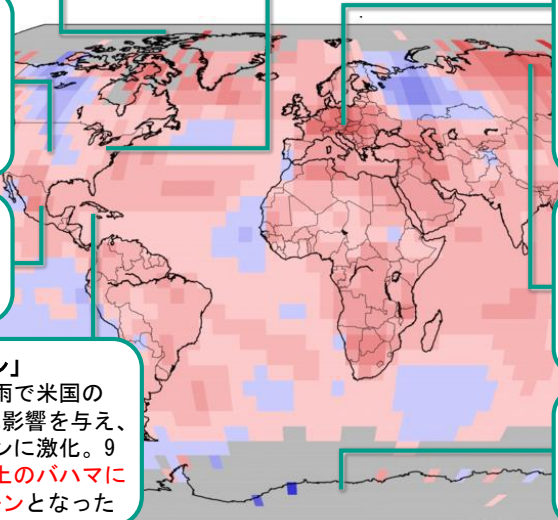 ン」
雨で米国の
影響を与え、
ンに激化。9
上のバハマに
ーンとなった